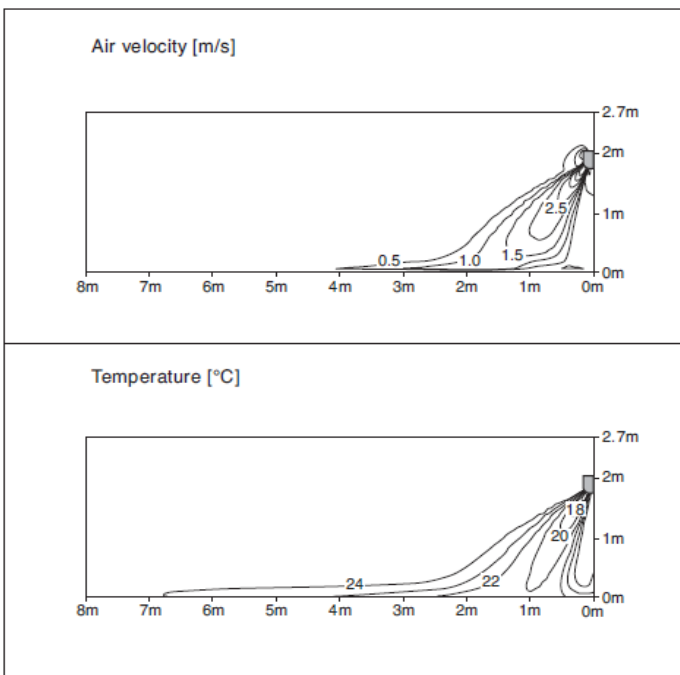 Air velocity [m/s]
2.7m
2m
2.5
1m
0.5
1.0
1.5
0m
8m 7m 6m 5m 4m 3m 2m 1m 0m
Temperature [°C]
2.7m
2m
18
20
1m
24
22
0m
8m 7m 6m 5m 4m 3m 2m 1m 0m